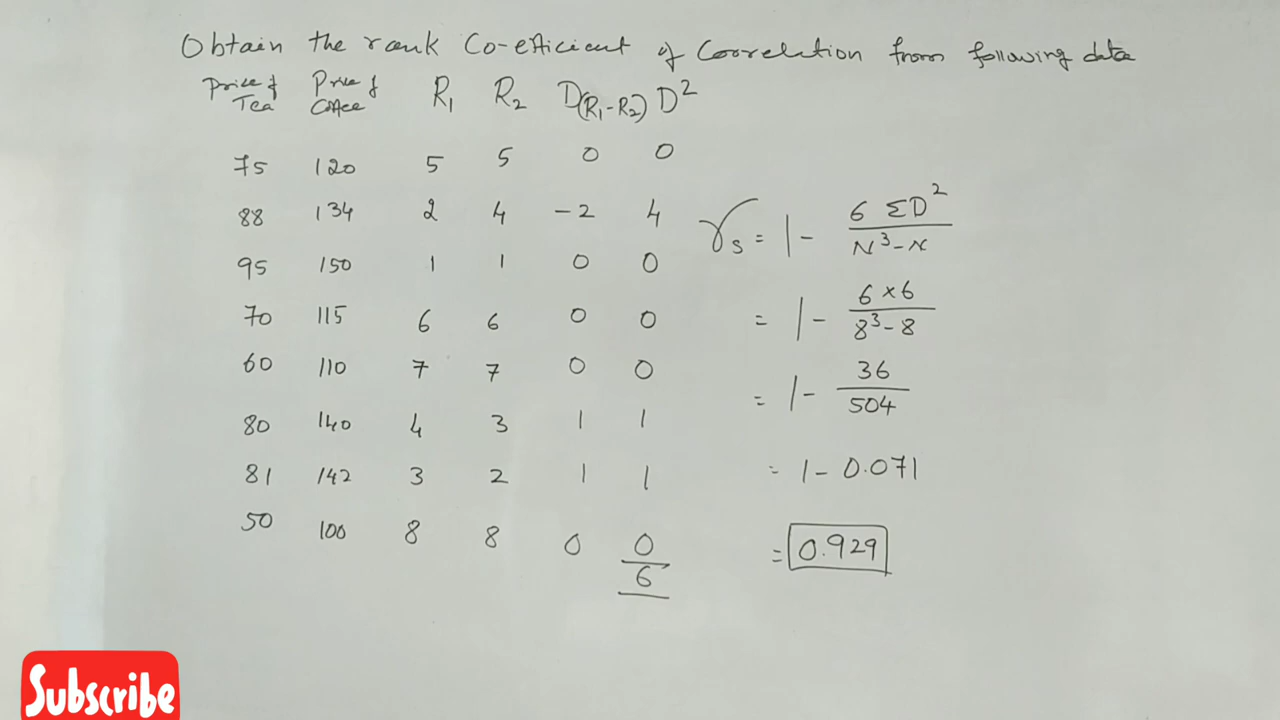 Obtain the rank Co-efficient of Correlation from following data
Price of Tea Price of Coffee R₁ R₂ D(R₁-R₂) D²
75 120 5 5 0 0
88 134 2 4 -2 4
95 150 1 1 0 0
70 115 6 6 0 0
60 110 7 7 0 0
80 140 4 3 1 1
81 142 3 2 1 1
50 100 8 8 0 0
6
rₛ = 1 - 6 ΣD² / N³-N
= 1 - 6×6 / 8³-8
= 1 - 36 / 504
= 1 - 0.071
= 0.929
Subscribe